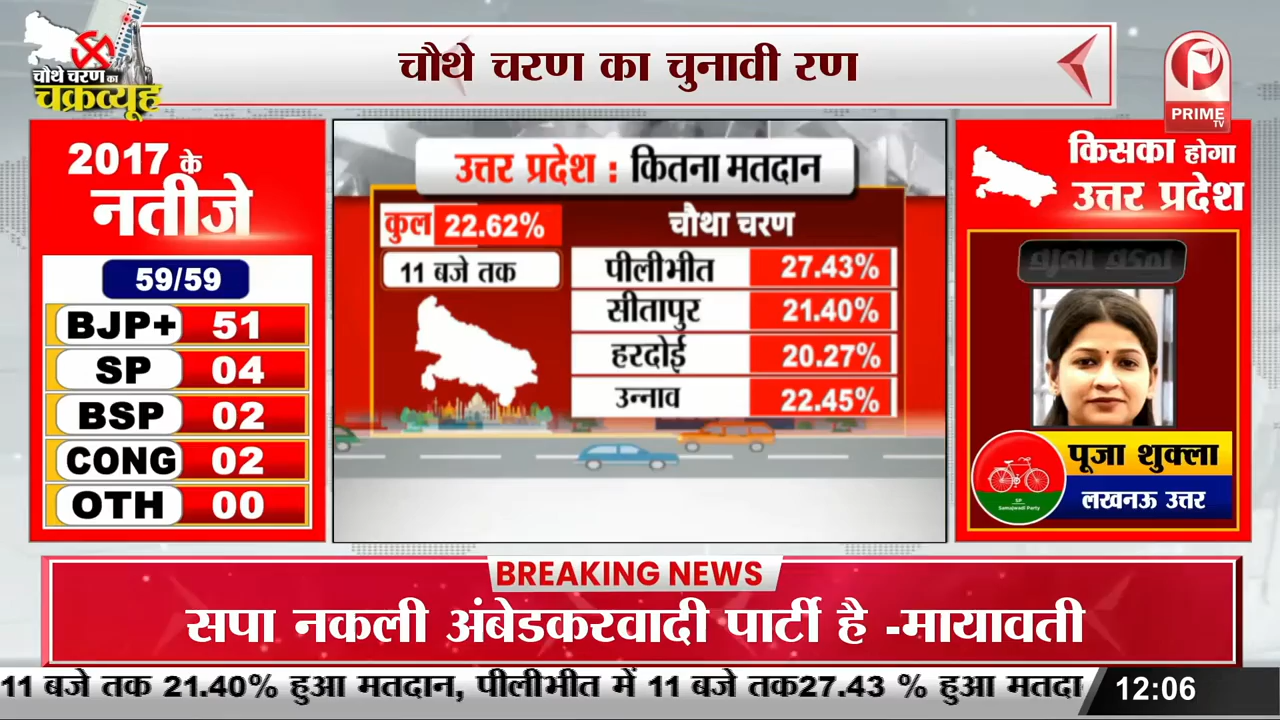 चौथे चरण का
चक्रव्यूह
चौथे चरण का चुनावी रण
PRIME
TV
2017 के
नतीजे
59/59
BJP+ 51
SP 04
BSP 02
CONG 02
OTH 00
उत्तर प्रदेश : कितना मतदान
कुल 22.62%
11 बजे तक
चौथा चरण
पीलीभीत 27.43%
सीतापुर 21.40%
हरदोई 20.27%
उन्नाव 22.45%
किसका होगा
उत्तर प्रदेश
SP
Samajwadi Party
पूजा शुक्ला
लखनऊ उत्तर
BREAKING NEWS
सपा नकली अंबेडकरवादी पार्टी है -मायावती
11 बजे तक 21.40% हुआ मतदान, पीलीभीत में 11 बजे तक27.43 % हुआ मतदा
12:06